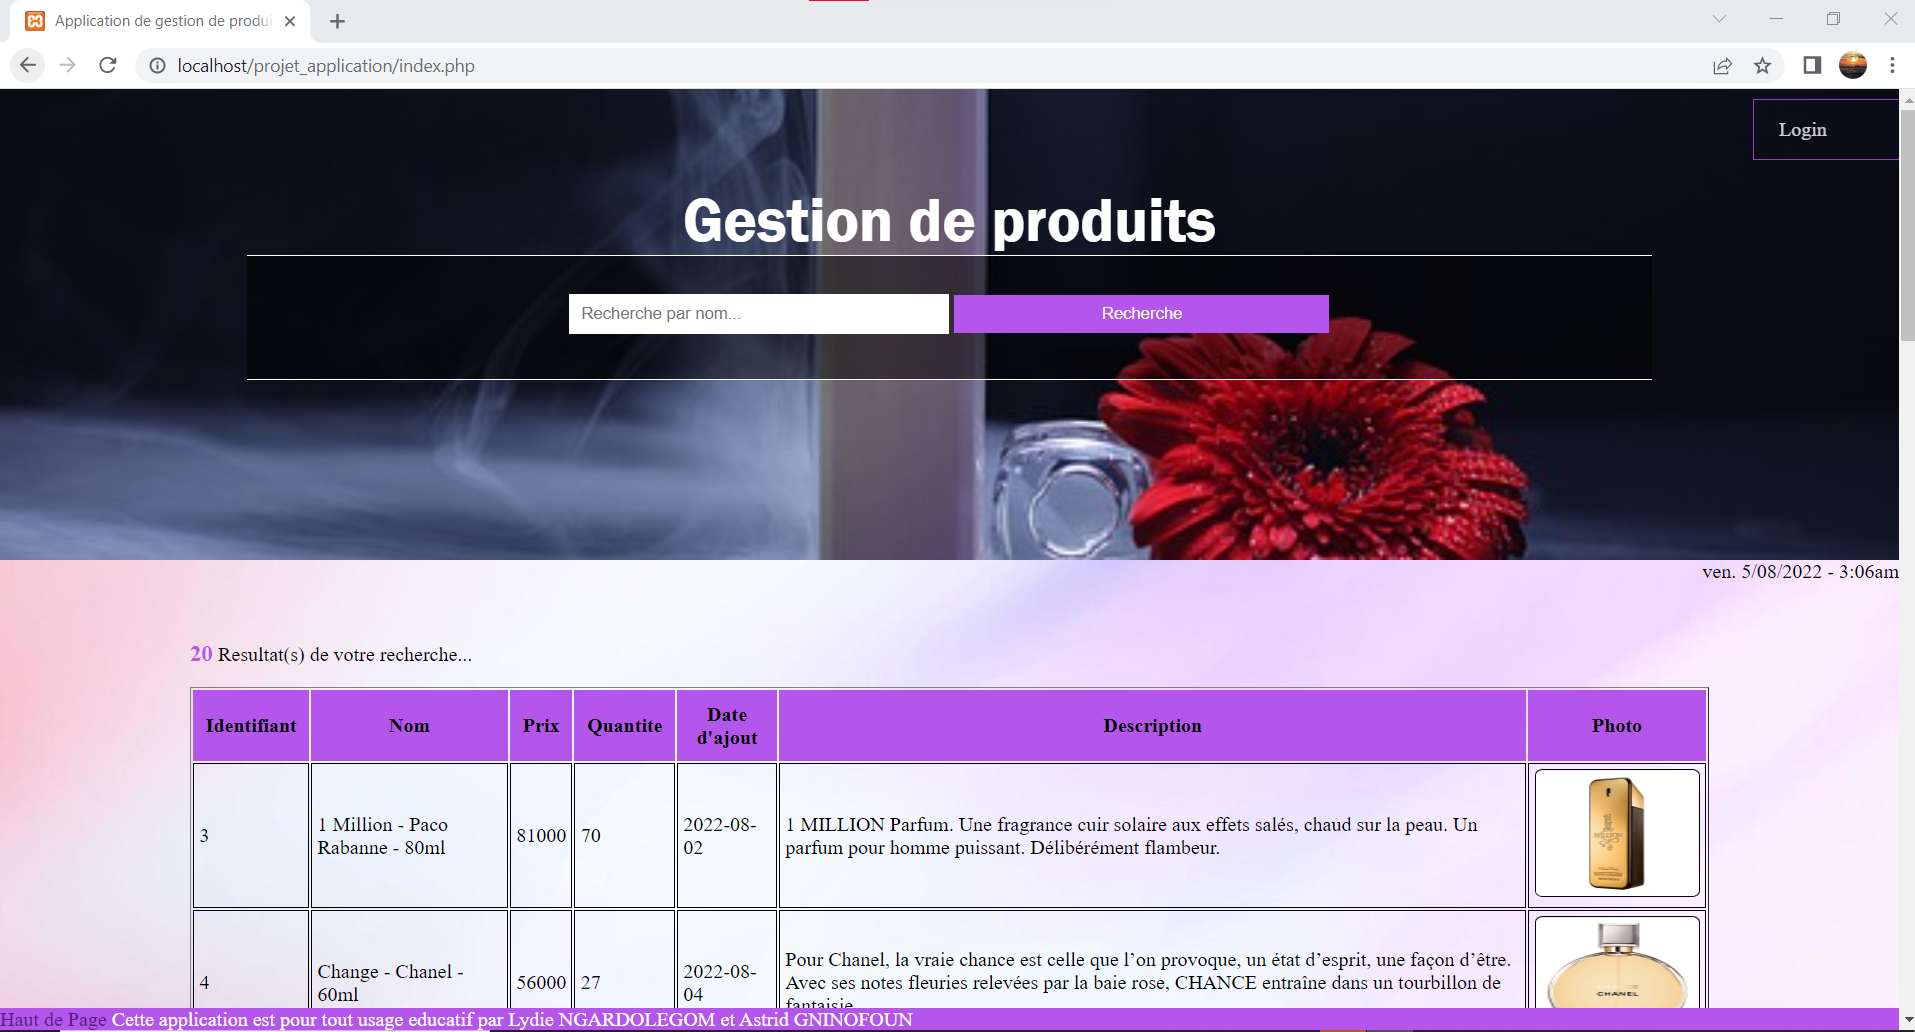 Application de gestion de produi
localhost/projet_application/index.php
Login
Gestion de produits
Recherche par nom...
Recherche
ven. 5/08/2022 - 3:06am
20 Resultat(s) de votre recherche...
Identifiant Nom Prix Quantite Date d'ajout Description Photo
3
1 Million - Paco
Rabanne - 80ml
81000
70
2022-08-
02
1 MILLION Parfum. Une fragrance cuir solaire aux effets salés, chaud sur la peau. Un
parfum pour homme puissant. Délibérément flambeur.
MILLION
4
Change - Chanel -
60ml
56000
27
2022-08-
04
Pour Chanel, la vraie chance est celle que l’on provoque, un état d’esprit, une façon d’être.
Avec ses notes fleuries relevées par la baie rose, CHANCE entraîne dans un tourbillon de
fantaisie
CHANEL
Haut de Page Cette application est pour tout usage educatif par Lydie NGARDOLEGOM et Astrid GNINOFOUN